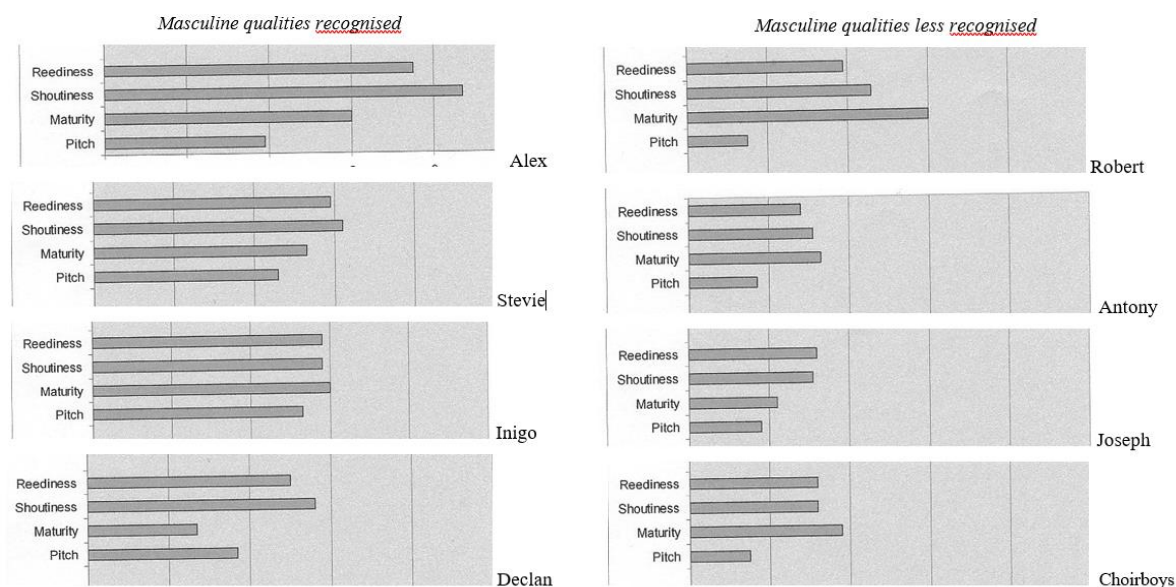 Masculine qualities recognised
Reediness
Shoutiness
Maturity
Pitch
Alex
Reediness
Shoutiness
Maturity
Pitch
Stevie
Reediness
Shoutiness
Maturity
Pitch
Inigo
Reediness
Shoutiness
Maturity
Pitch
Declan
Masculine qualities less recognised
Reediness
Shoutiness
Maturity
Pitch
Robert
Reediness
Shoutiness
Maturity
Pitch
Antony
Reediness
Shoutiness
Maturity
Pitch
Joseph
Reediness
Shoutiness
Maturity
Pitch
Choirboys